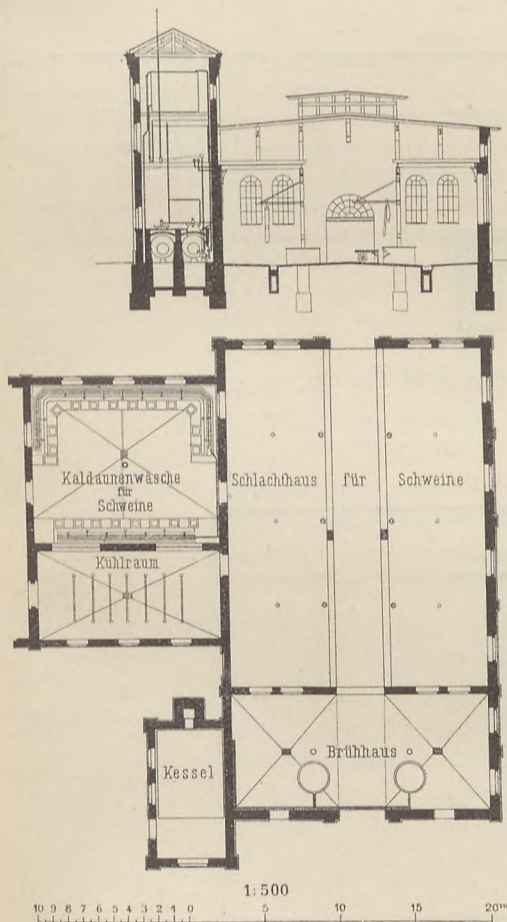 Kaldaunenwäsche
für
Schweine
Schlachthaus für Schweine
Kühlraum
Brühhaus
Kessel
1:500
10 9 8 7 6 5 4 3 2 1 0 5 10 15 20m